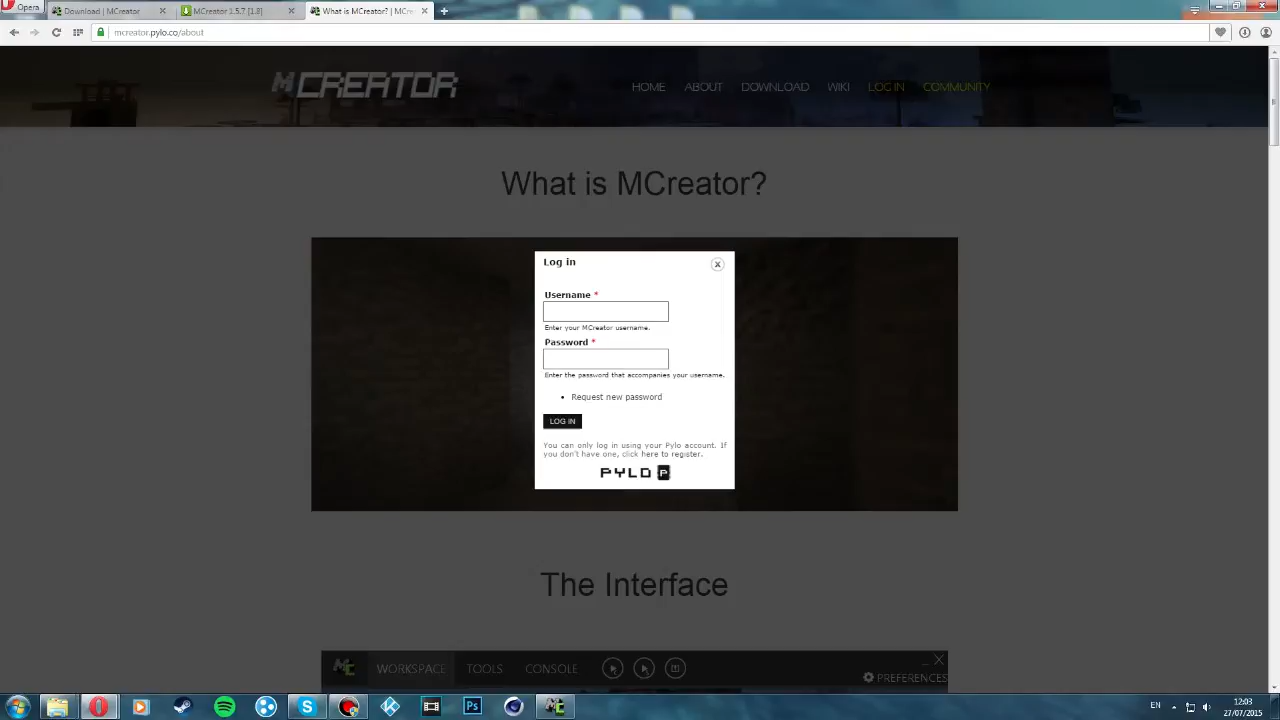 Opera
Download | MCreator
MCreator 1.5.7 [1.8]
What is MCreator? | MCre
mcreator.pylo.co/about
MCREATOR
HOME
ABOUT
DOWNLOAD
WIKI
LOG IN
COMMUNITY
What is MCreator?
Log in
x
Username *
Enter your MCreator username.
Password *
Enter the password that accompanies your username.
Request new password
LOG IN
You can only log in using your Pylo account. If
you don't have one, click here to register.
PYLO P
The Interface
WORKSPACE
TOOLS
CONSOLE
PREFERENCES
EN
12:03
27/07/2015